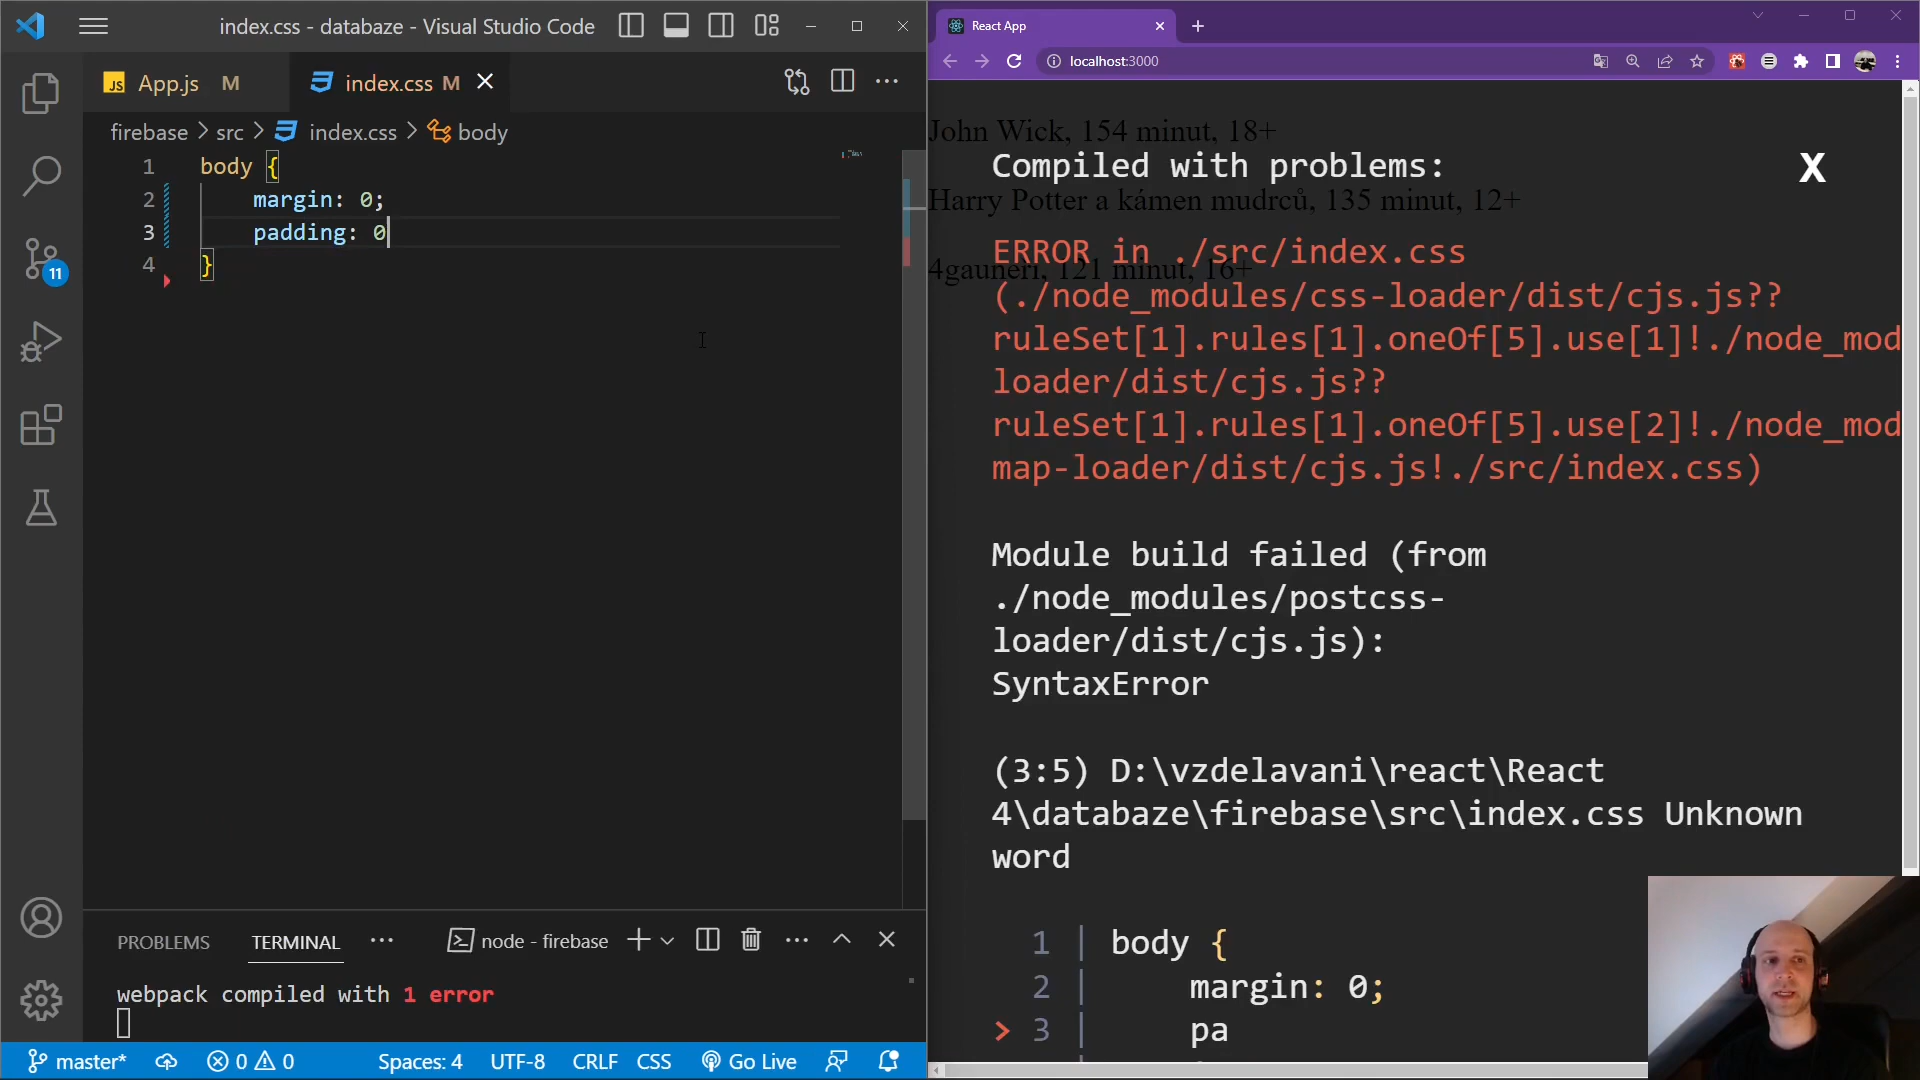 index.css - databaze - Visual Studio Code
App.js M
index.css M
firebase > src > index.css > body
1 body {
2 margin: 0;
3 padding: 0
4 }
11
PROBLEMS
TERMINAL
node - firebase
webpack compiled with 1 error
master*
0
0
Spaces: 4
UTF-8
CRLF
CSS
Go Live
React App
localhost:3000
John Wick, 154 minut, 18+
Compiled with problems:
X
Harry Potter a kámen mudrců, 135 minut, 12+
ERROR in ./src/index.css
4gauneři, 121 minut, 16+
(./node_modules/css-loader/dist/cjs.js??
ruleSet[1].rules[1].oneOf[5].use[1]!./node_mod
loader/dist/cjs.js??
ruleSet[1].rules[1].oneOf[5].use[2]!./node_mod
map-loader/dist/cjs.js!./src/index.css)
Module build failed (from
./node_modules/postcss-
loader/dist/cjs.js):
SyntaxError
(3:5) D:\vzdelavani\react\React
4\databaze\firebase\src\index.css Unknown
word
1 | body {
2 | margin: 0;
> 3 | pa